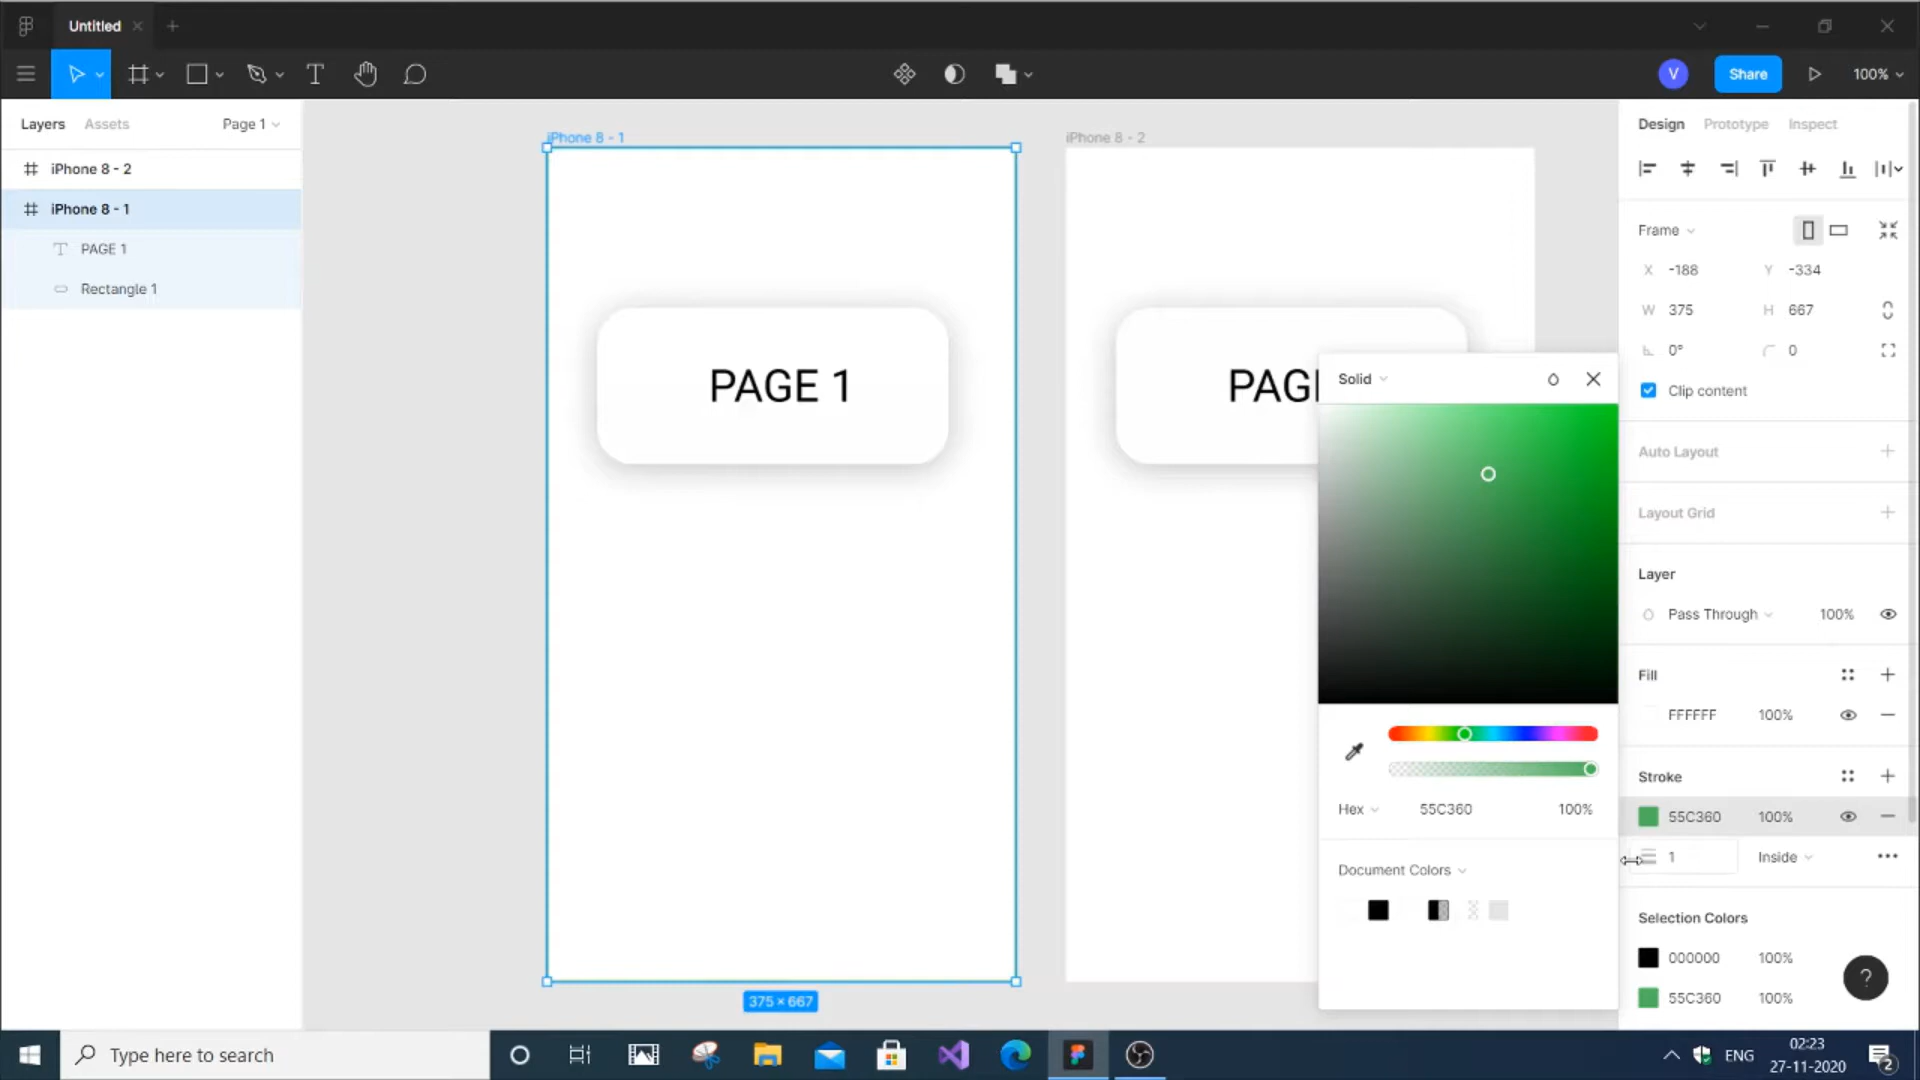 Untitled
V
Share
100%
Layers
Assets
Page 1
iPhone 8 - 2
iPhone 8 - 1
PAGE 1
Rectangle 1
iPhone 8 - 1
PAGE 1
375 × 667
iPhone 8 - 2
Solid
Hex
55C360
100%
Document Colors
Design
Prototype
Inspect
Frame
X
-188
Y
-334
W
375
H
667
0°
0
Clip content
Auto Layout
Layout Grid
Layer
Pass Through
100%
Fill
FFFFFF
100%
Stroke
55C360
100%
1
Inside
Selection Colors
000000
100%
55C360
100%
?
Type here to search
ENG
02:23
27-11-2020
2